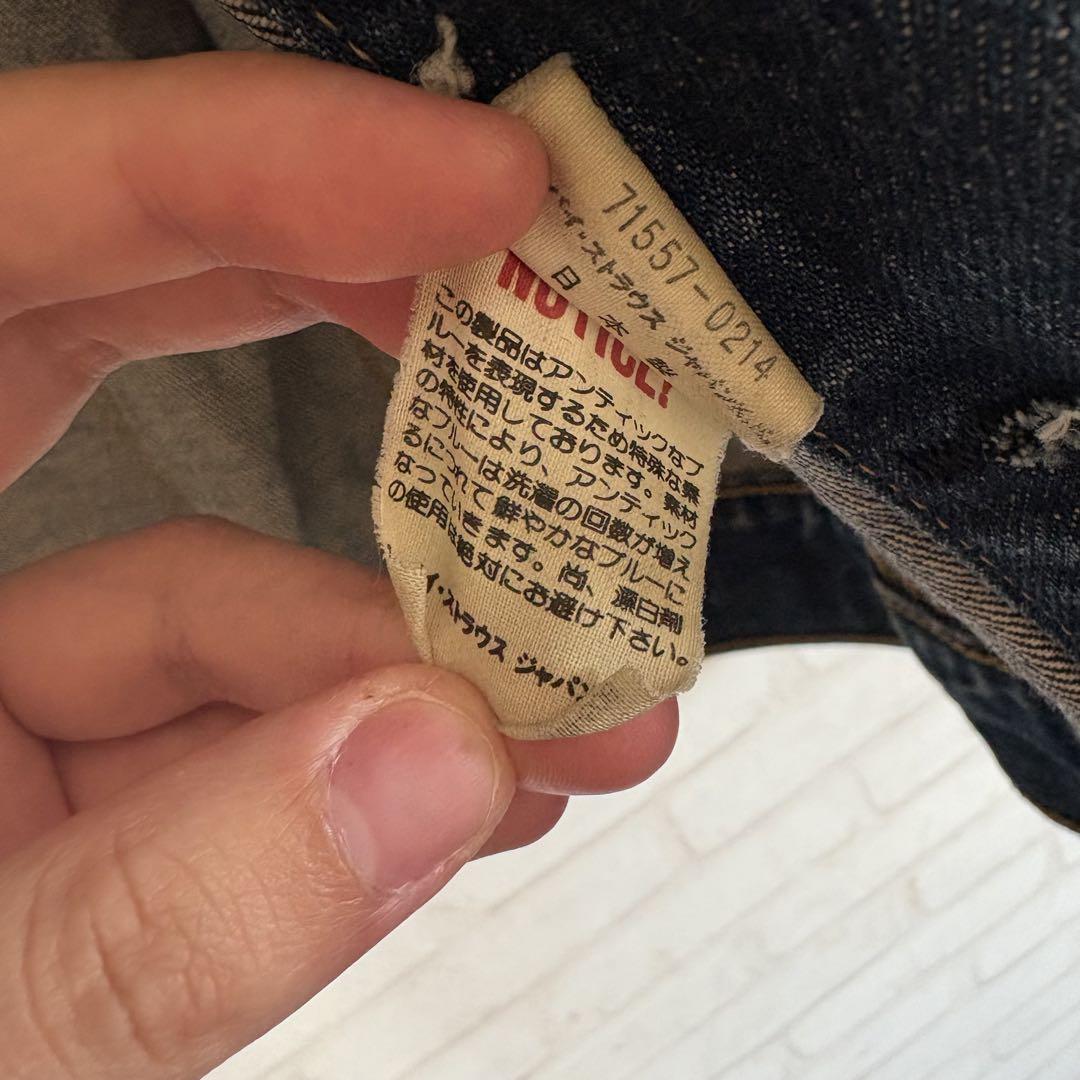 71557-0214
ストラウス ジャパン
日本製
NOTICE!
この製品はアンティックなブ
ルーを表現するため特殊な素
材を使用しております。素材
の特性により、アンティック
なブルーは洗濯の回数が増え
るにつれて鮮やかなブルーに
なっていきます。尚、漂白剤
の使用は絶対にお避け下さい。
イ・ストラウス ジャパン